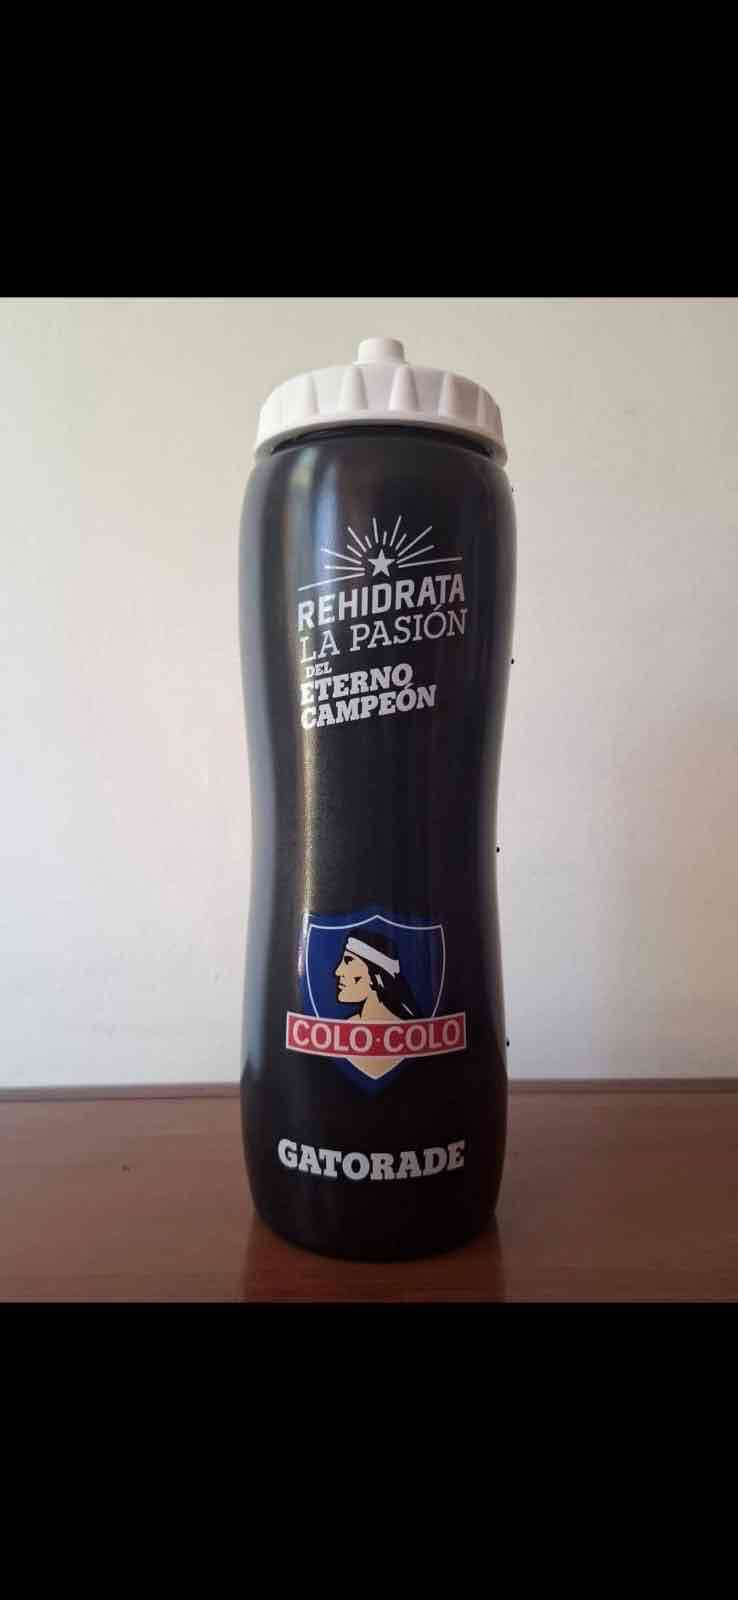 REHIDRATA
LA PASIÓN
DEL
ETERNO
CAMPEÓN
COLO·COLO
GATORADE